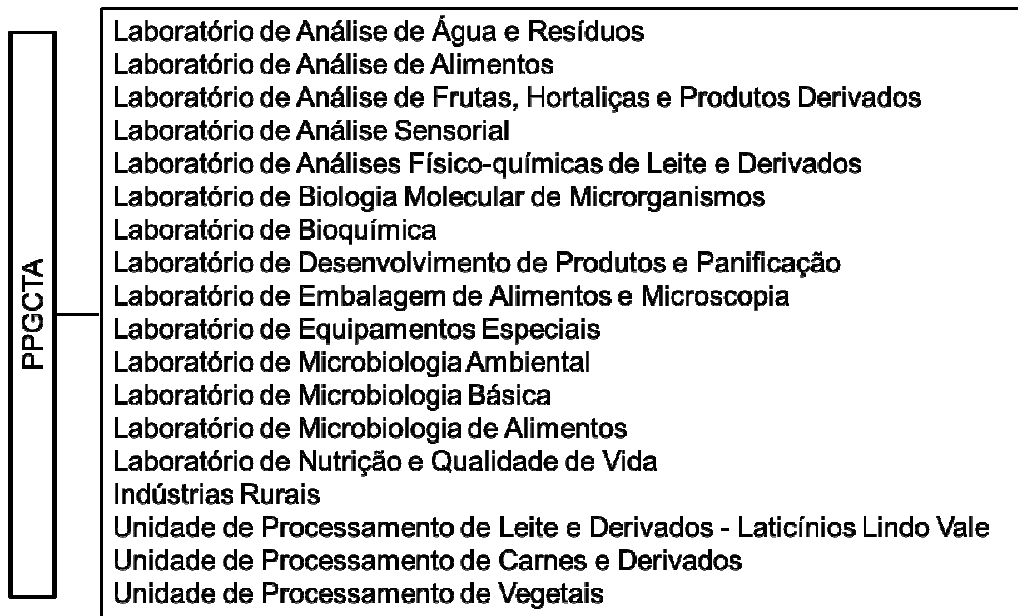 PPGCTA
Laboratório de Análise de Água e Resíduos
Laboratório de Análise de Alimentos
Laboratório de Análise de Frutas, Hortaliças e Produtos Derivados
Laboratório de Análise Sensorial
Laboratório de Análises Físico-químicas de Leite e Derivados
Laboratório de Biologia Molecular de Microrganismos
Laboratório de Bioquímica
Laboratório de Desenvolvimento de Produtos e Panificação
Laboratório de Embalagem de Alimentos e Microscopia
Laboratório de Equipamentos Especiais
Laboratório de Microbiologia Ambiental
Laboratório de Microbiologia Básica
Laboratório de Microbiologia de Alimentos
Laboratório de Nutrição e Qualidade de Vida
Indústrias Rurais
Unidade de Processamento de Leite e Derivados - Laticínios Lindo Vale
Unidade de Processamento de Carnes e Derivados
Unidade de Processamento de Vegetais